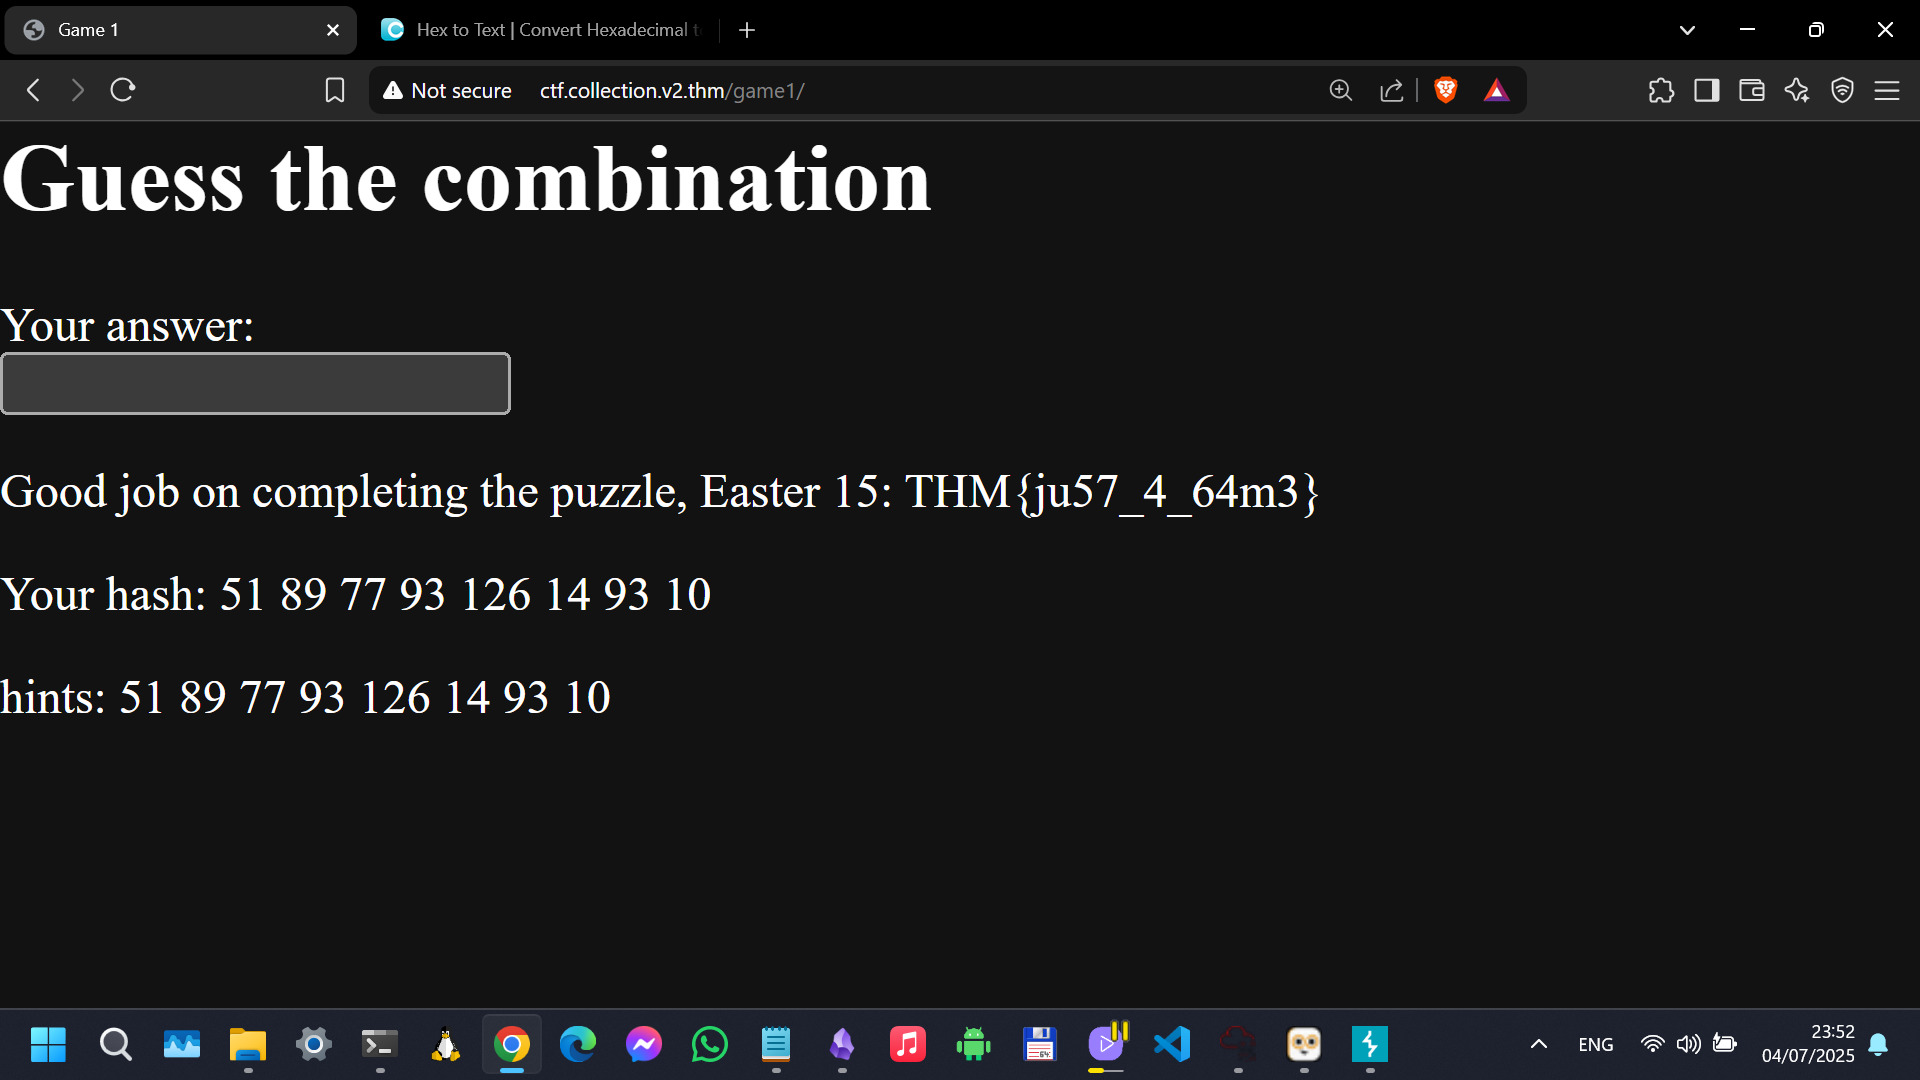 Game 1
Hex to Text | Convert Hexadecimal t
Not secure
ctf.collection.v2.thm/game1/
Guess the combination
Your answer:
Good job on completing the puzzle, Easter 15: THM{ju57_4_64m3}
Your hash: 51 89 77 93 126 14 93 10
hints: 51 89 77 93 126 14 93 10
64
ENG
23:52
04/07/2025